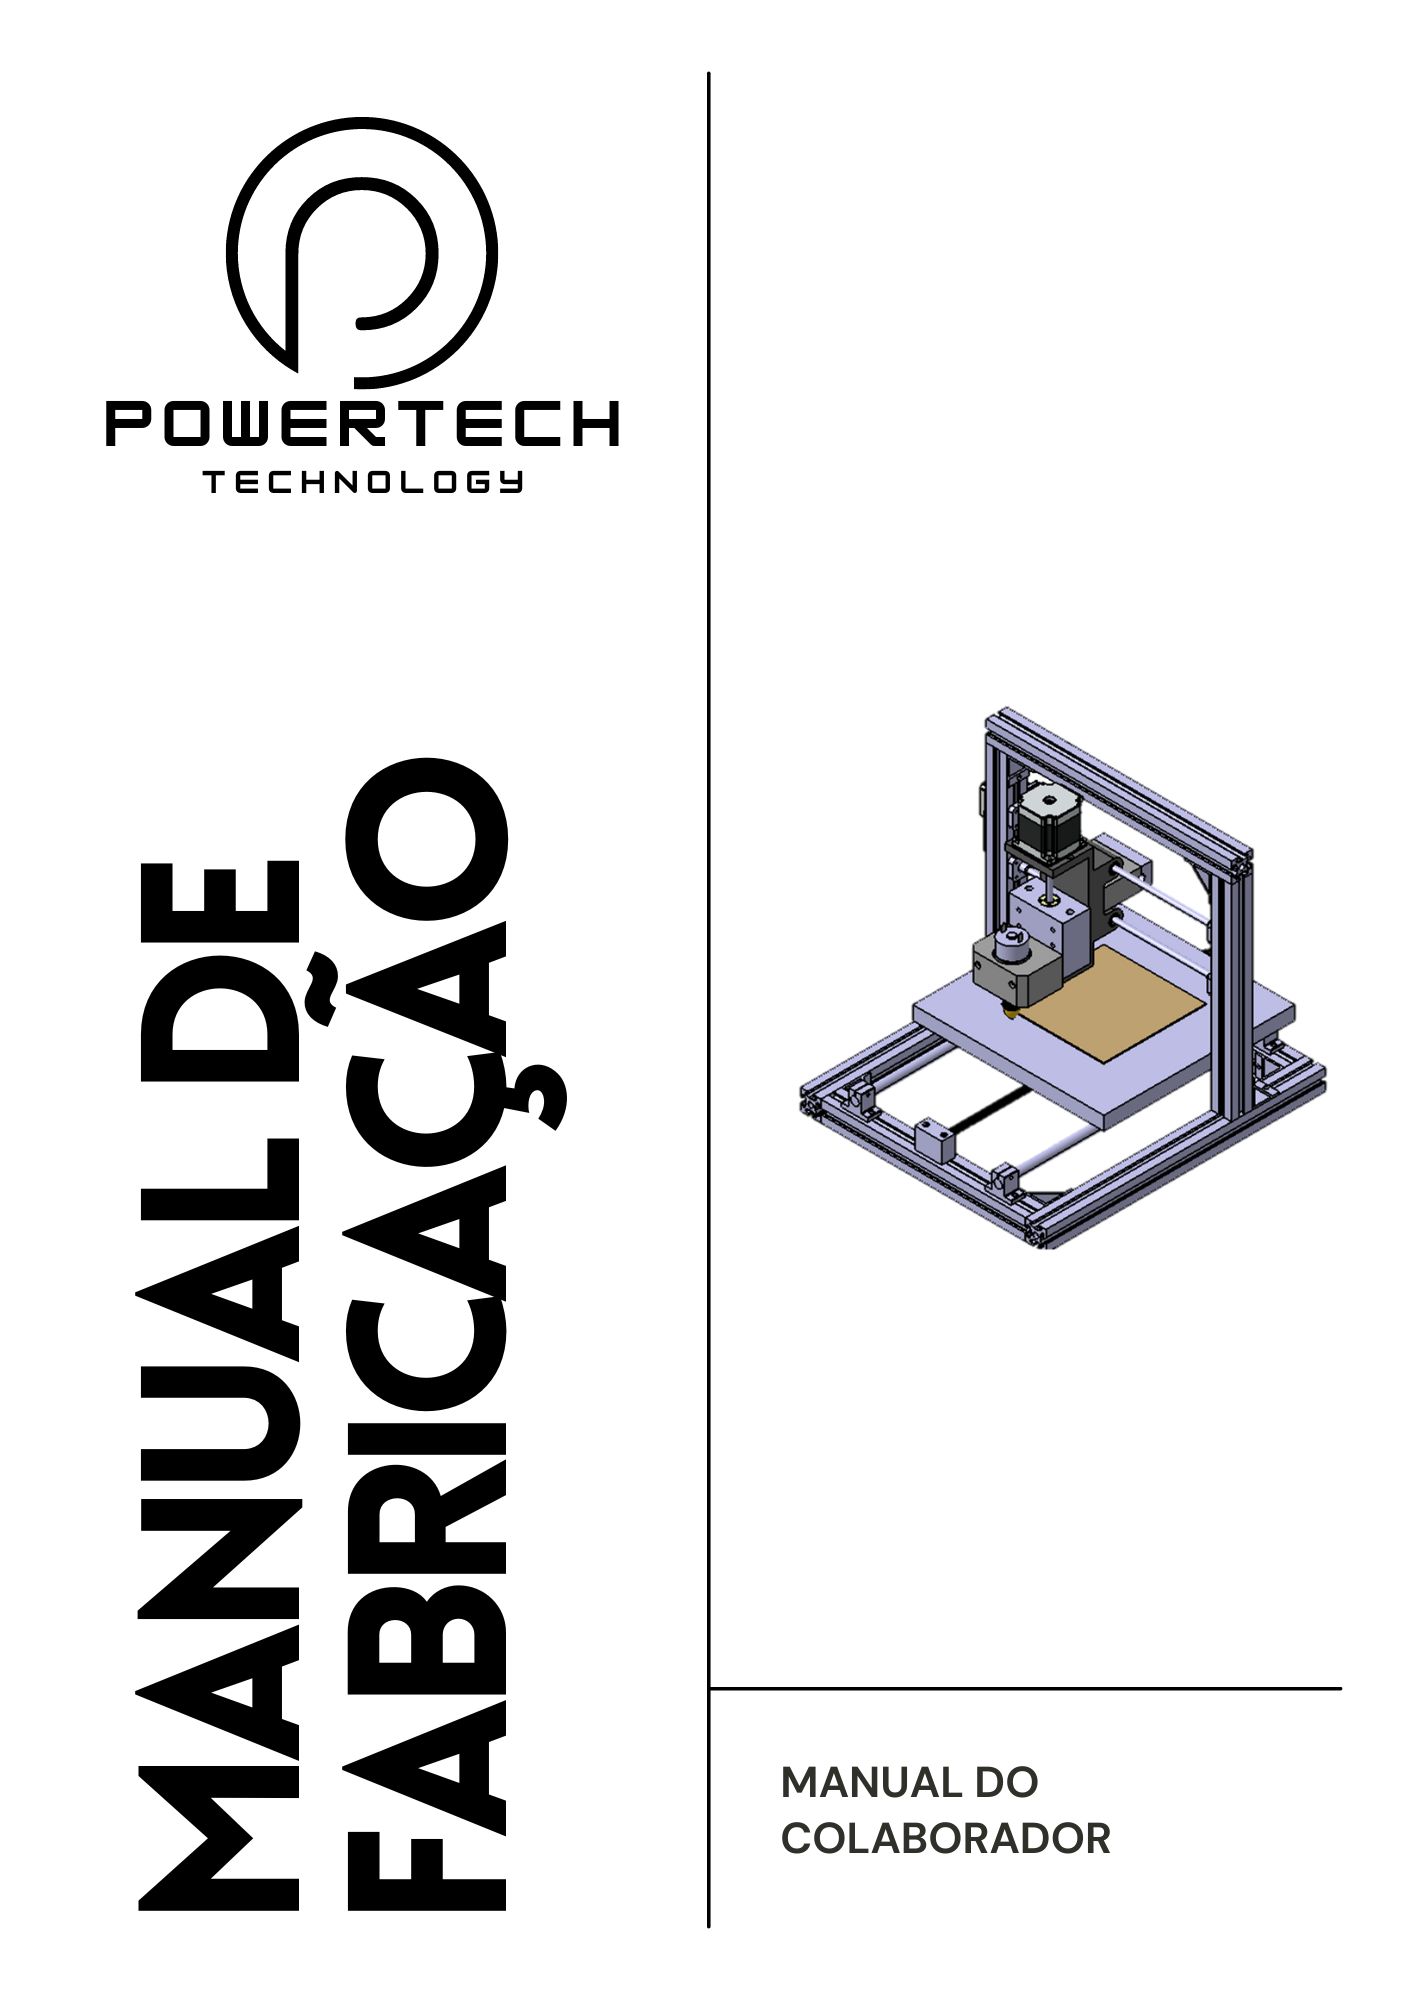 POWERTECH
TECHNOLOGY
MANUAL DE
FABRICAÇÃO
MANUAL DO
COLABORADOR